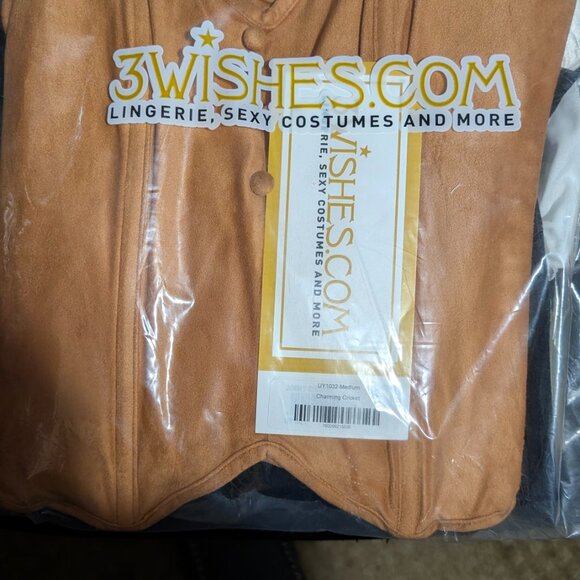 3WISHES.COM
LINGERIE, SEXY COSTUMES AND MORE
WISHES.COM
RIE, SEXY COSTUMES AND MORE
UY1032-Medium
Charming Cricket